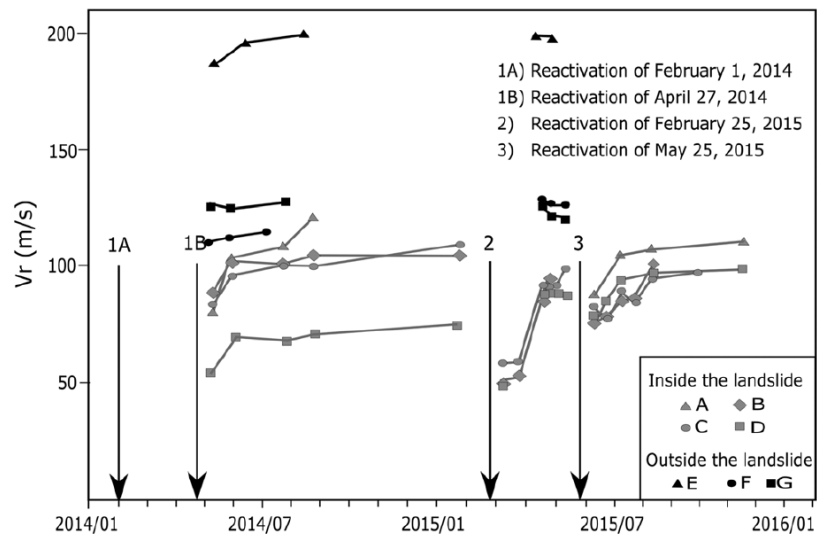 200
150
100
50
Vr (m/s)
1A) Reactivation of February 1, 2014
1B) Reactivation of April 27, 2014
2) Reactivation of February 25, 2015
3) Reactivation of May 25, 2015
1A
1B
2
3
Inside the landslide
A B
C D
Outside the landslide
E F G
2014/01 2014/07 2015/01 2015/07 2016/01